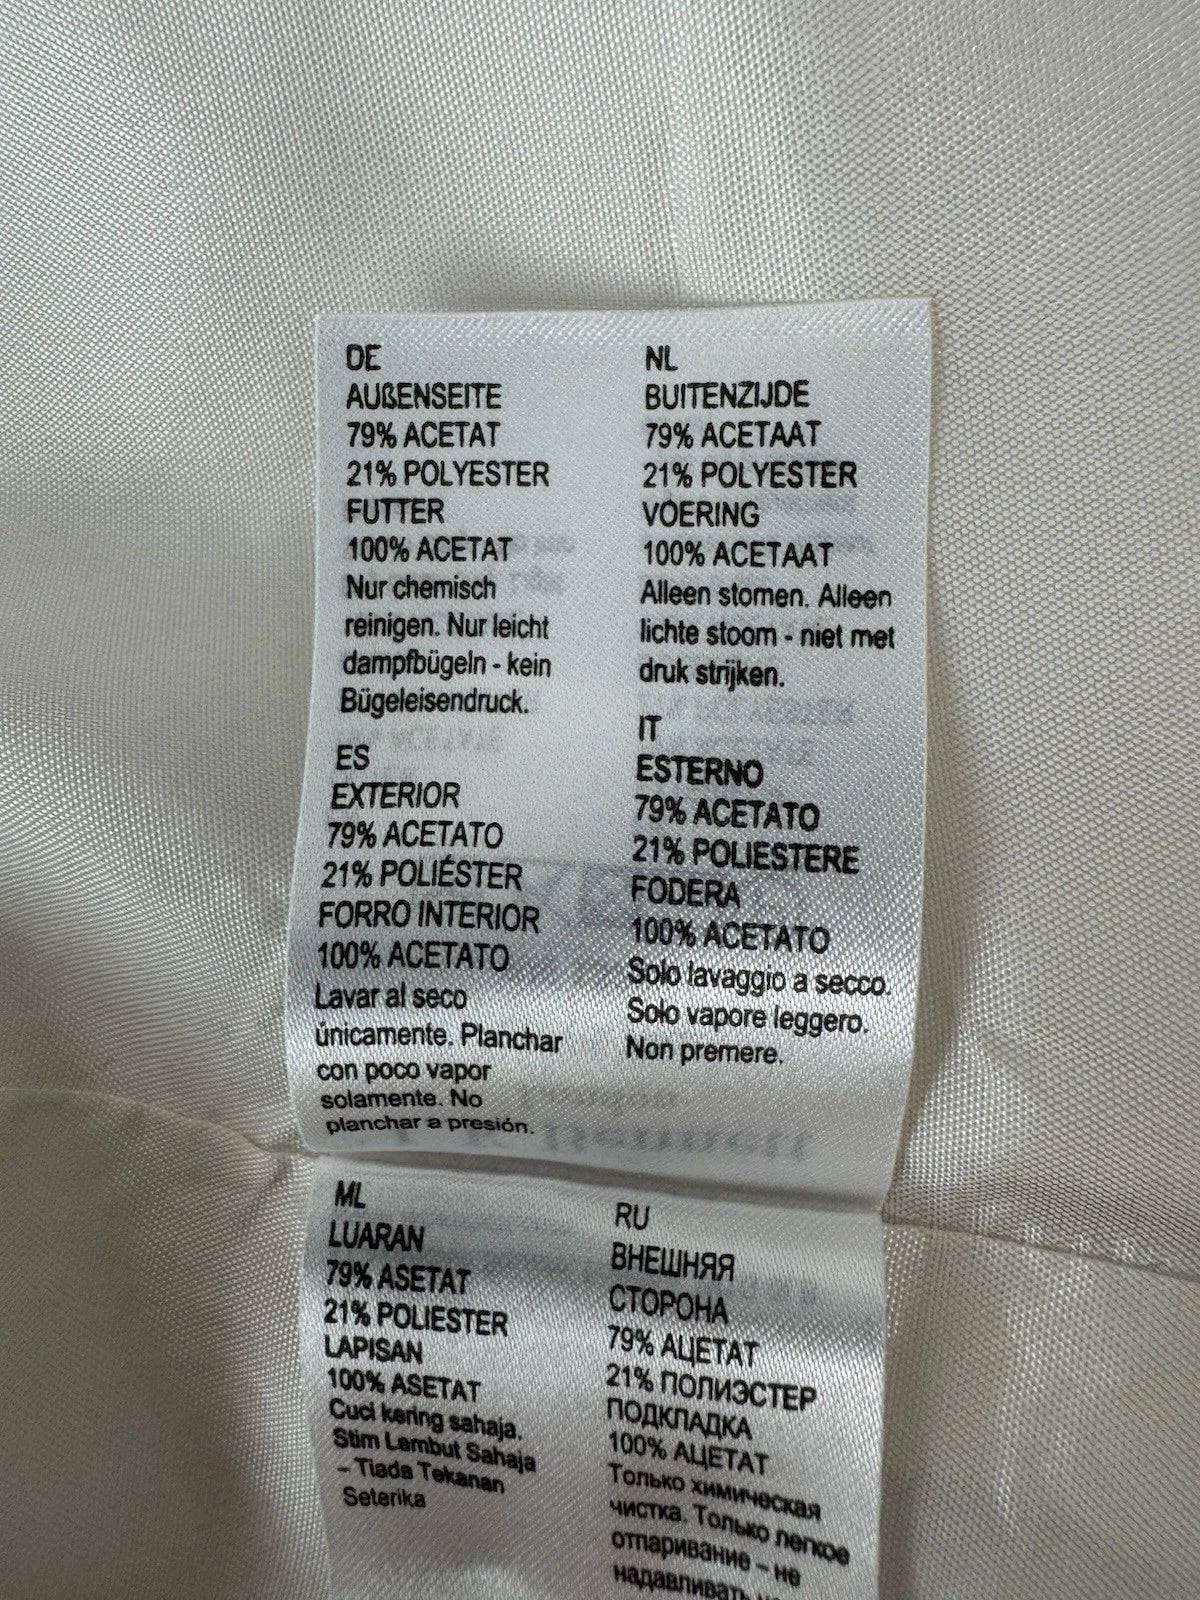 DE
AUßENSEITE
79% ACETAT
21% POLYESTER
FUTTER
100% ACETAT
Nur chemisch
reinigen. Nur leicht
dampfbügeln - kein
Bügeleisendruck.
NL
BUITENZIJDE
79% ACETAAT
21% POLYESTER
VOERING
100% ACETAAT
Alleen stomen. Alleen
lichte stoom - niet met
druk strijken.
ES
EXTERIOR
79% ACETATO
21% POLIÉSTER
FORRO INTERIOR
100% ACETATO
Lavar al seco
únicamente. Planchar
con poco vapor
solamente. No
planchar a presión.
IT
ESTERNO
79% ACETATO
21% POLIESTERE
FODERA
100% ACETATO
Solo lavaggio a secco.
Solo vapore leggero.
Non premere.
ML
LUARAN
79% ASETAT
21% POLIESTER
LAPISAN
100% ASETAT
Cuci kering sahaja.
Stim Lembut Sahaja
– Tiada Tekanan
Seterika
RU
ВНЕШНЯЯ
СТОРОНА
79% АЦЕТАТ
21% ПОЛИЭСТЕР
ПОДКЛАДКА
100% АЦЕТАТ
Только химическая
чистка. Только легкое
отпаривание – не
надавливать